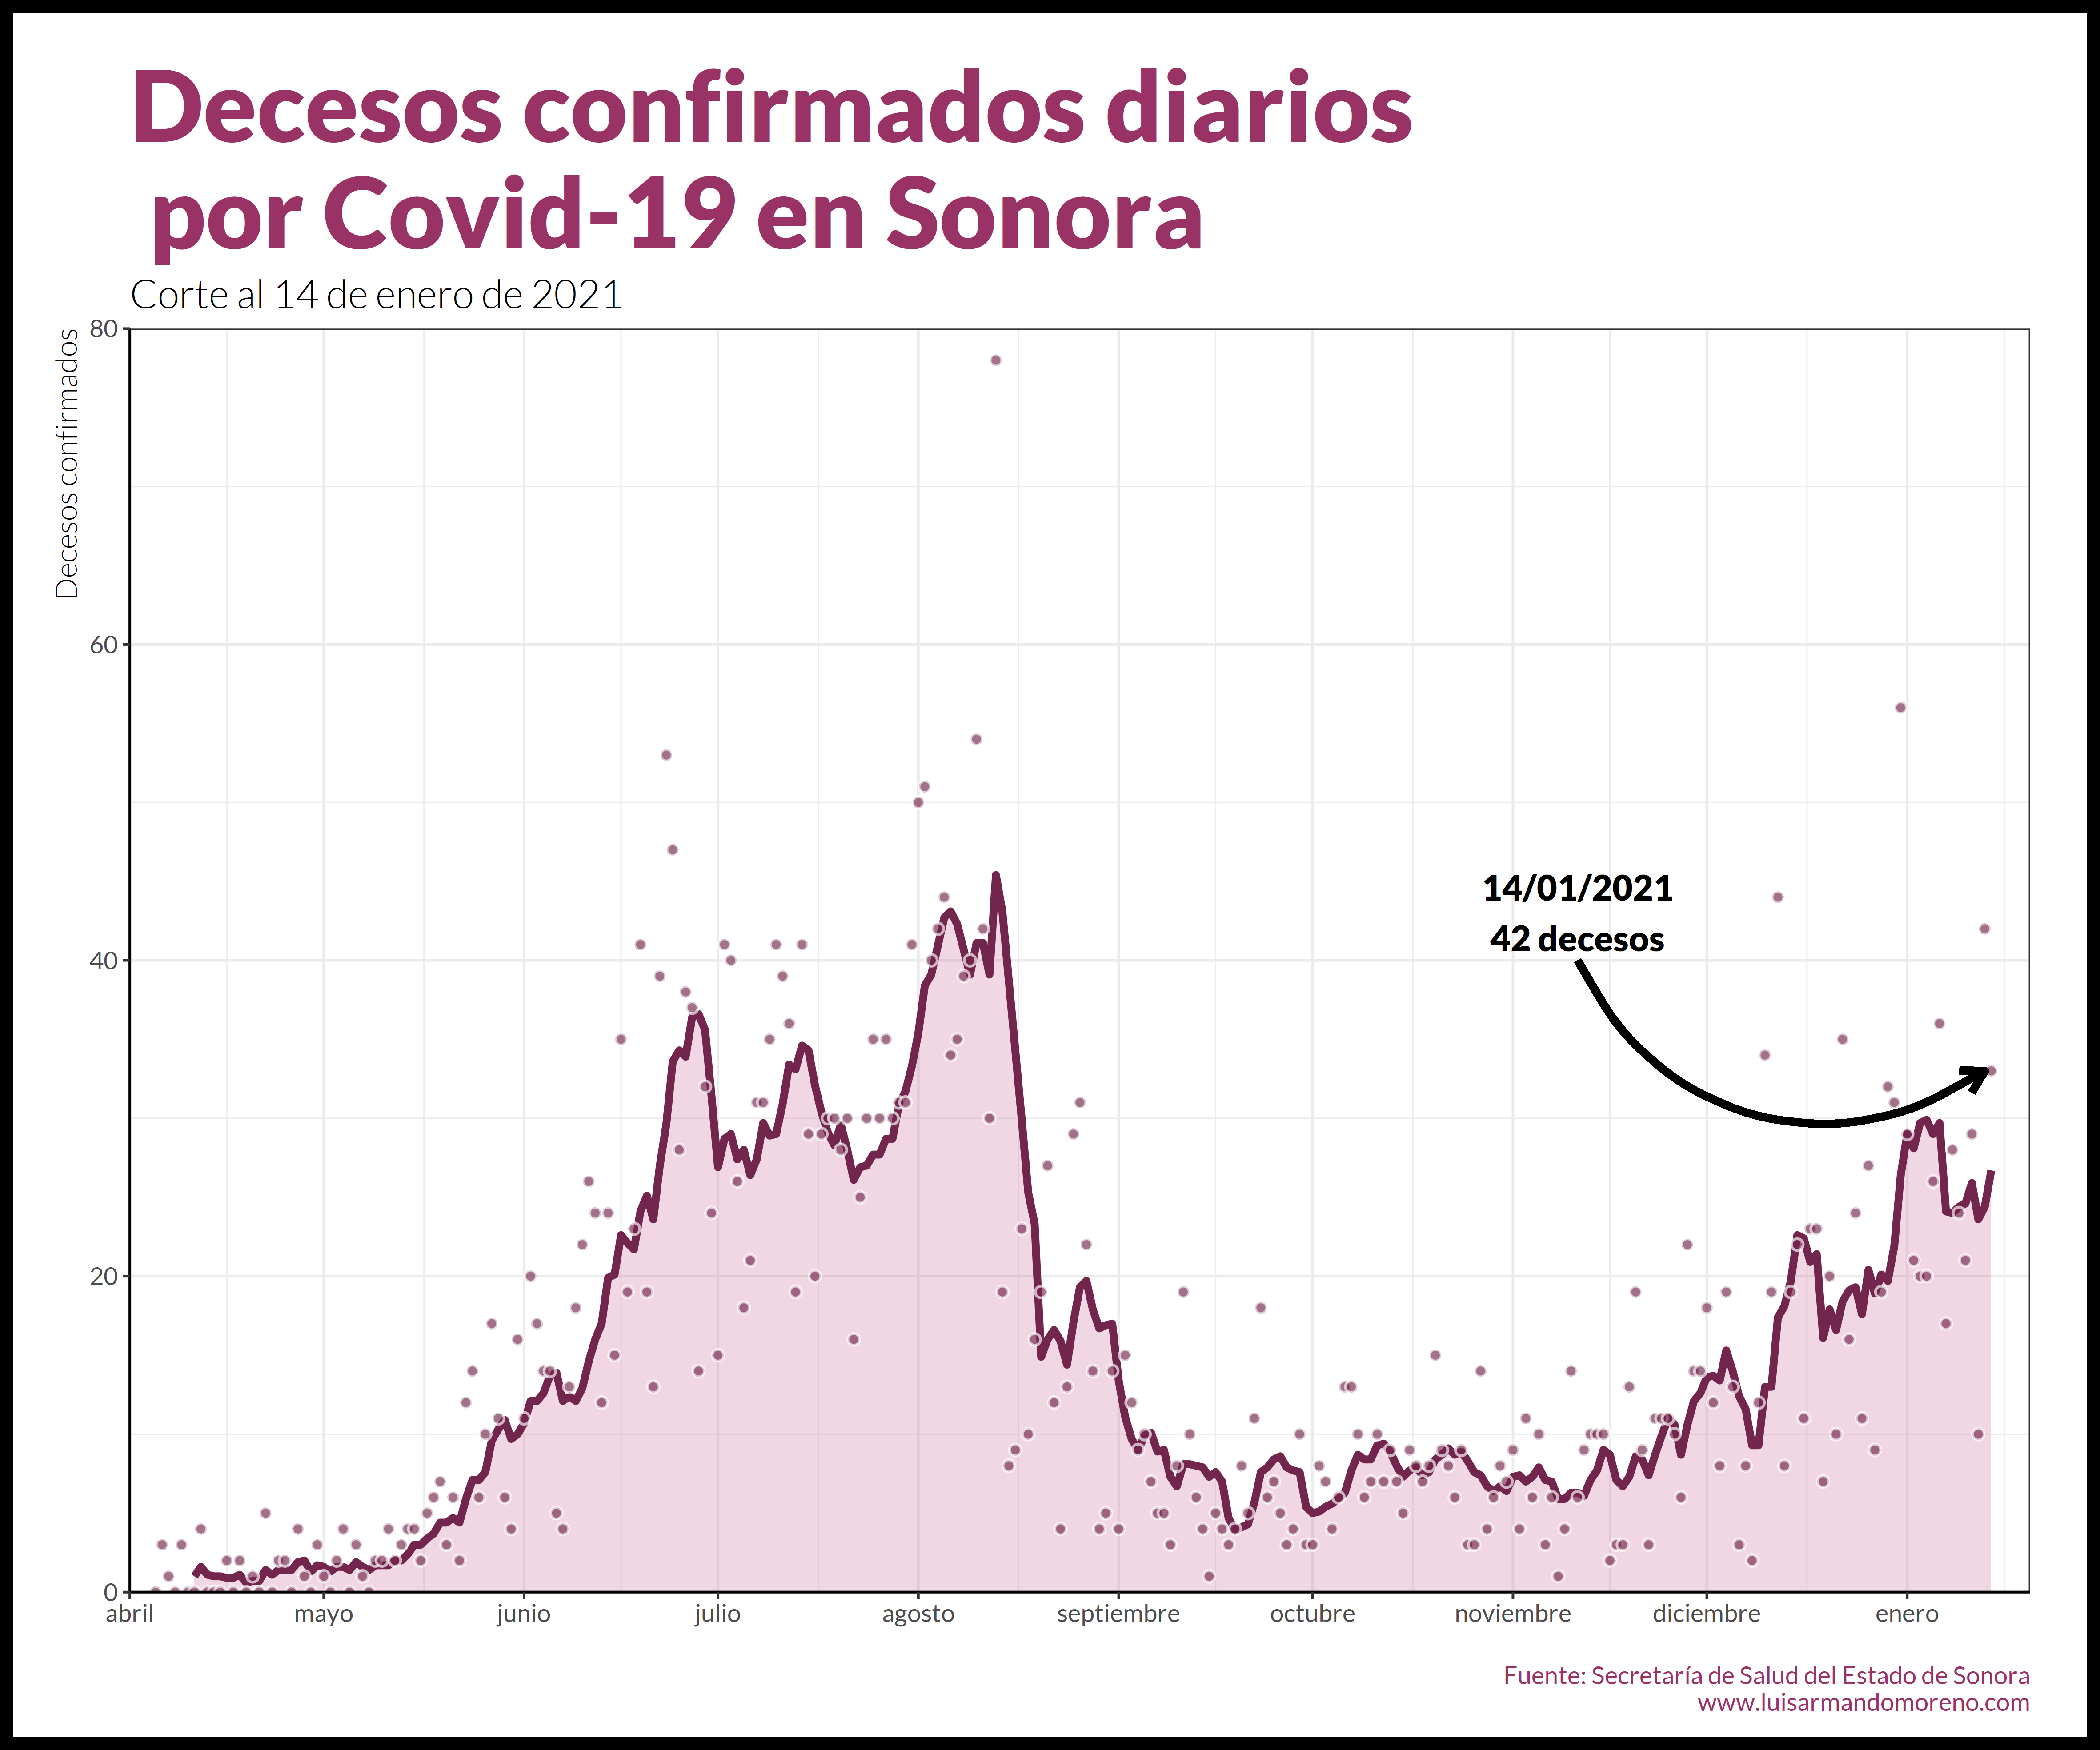 Decesos confirmados diarios
por Covid-19 en Sonora
Corte al 14 de enero de 2021
Decesos confirmados
80
60
40
20
0
14/01/2021
42 decesos
abril mayo junio julio agosto septiembre octubre noviembre diciembre enero
Fuente: Secretaría de Salud del Estado de Sonora
www.luisarmandomoreno.com